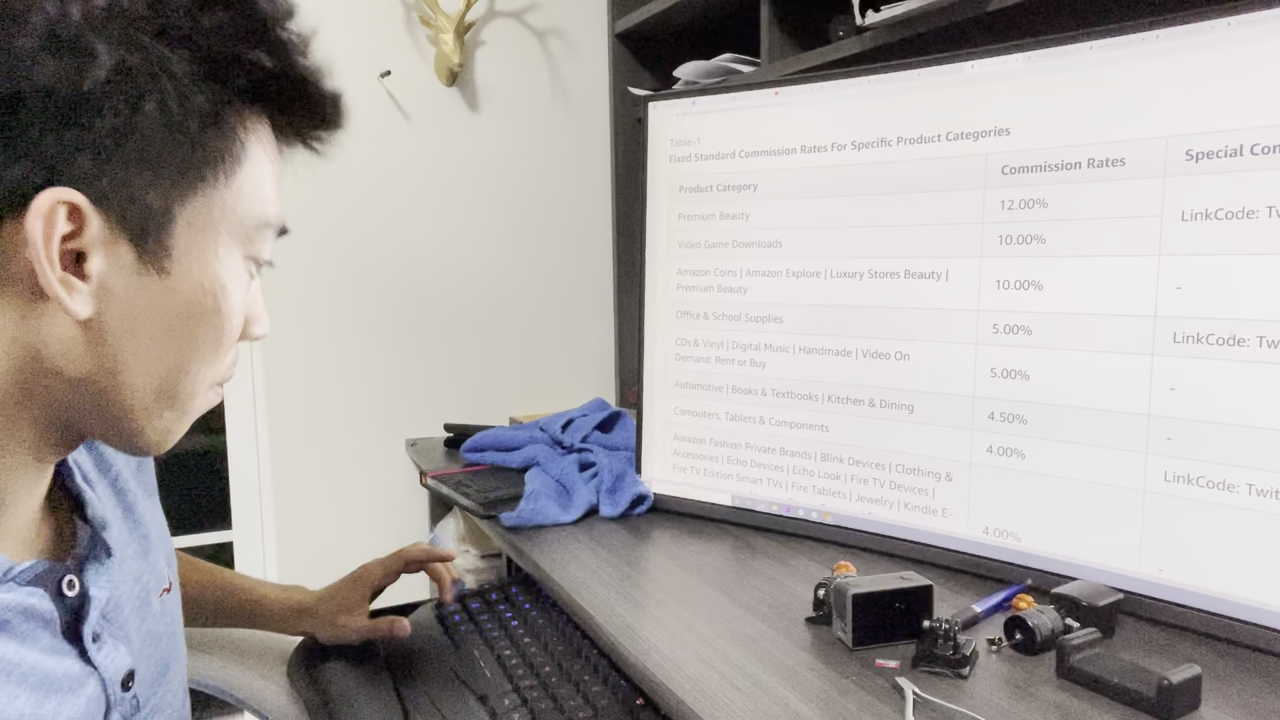 Table-1
Fixed Standard Commission Rates For Specific Product Categories
Product Category
Commission Rates
Special Com
Premium Beauty
12.00%
LinkCode: Tw
Video Game Downloads
10.00%
Amazon Coins | Amazon Explore | Luxury Stores Beauty |
Premium Beauty
10.00%
-
Office & School Supplies
5.00%
LinkCode: Tw
CDs & Vinyl | Digital Music | Handmade | Video On
Demand: Rent or Buy
5.00%
-
Automotive | Books & Textbooks | Kitchen & Dining
4.50%
-
Computers, Tablets & Components
4.00%
LinkCode: Twit
Amazon Fashion Private Brands | Blink Devices | Clothing &
Accessories | Echo Devices | Echo Look | Fire TV Devices |
Fire TV Edition Smart TVs | Fire Tablets | Jewelry | Kindle E-
4.00%